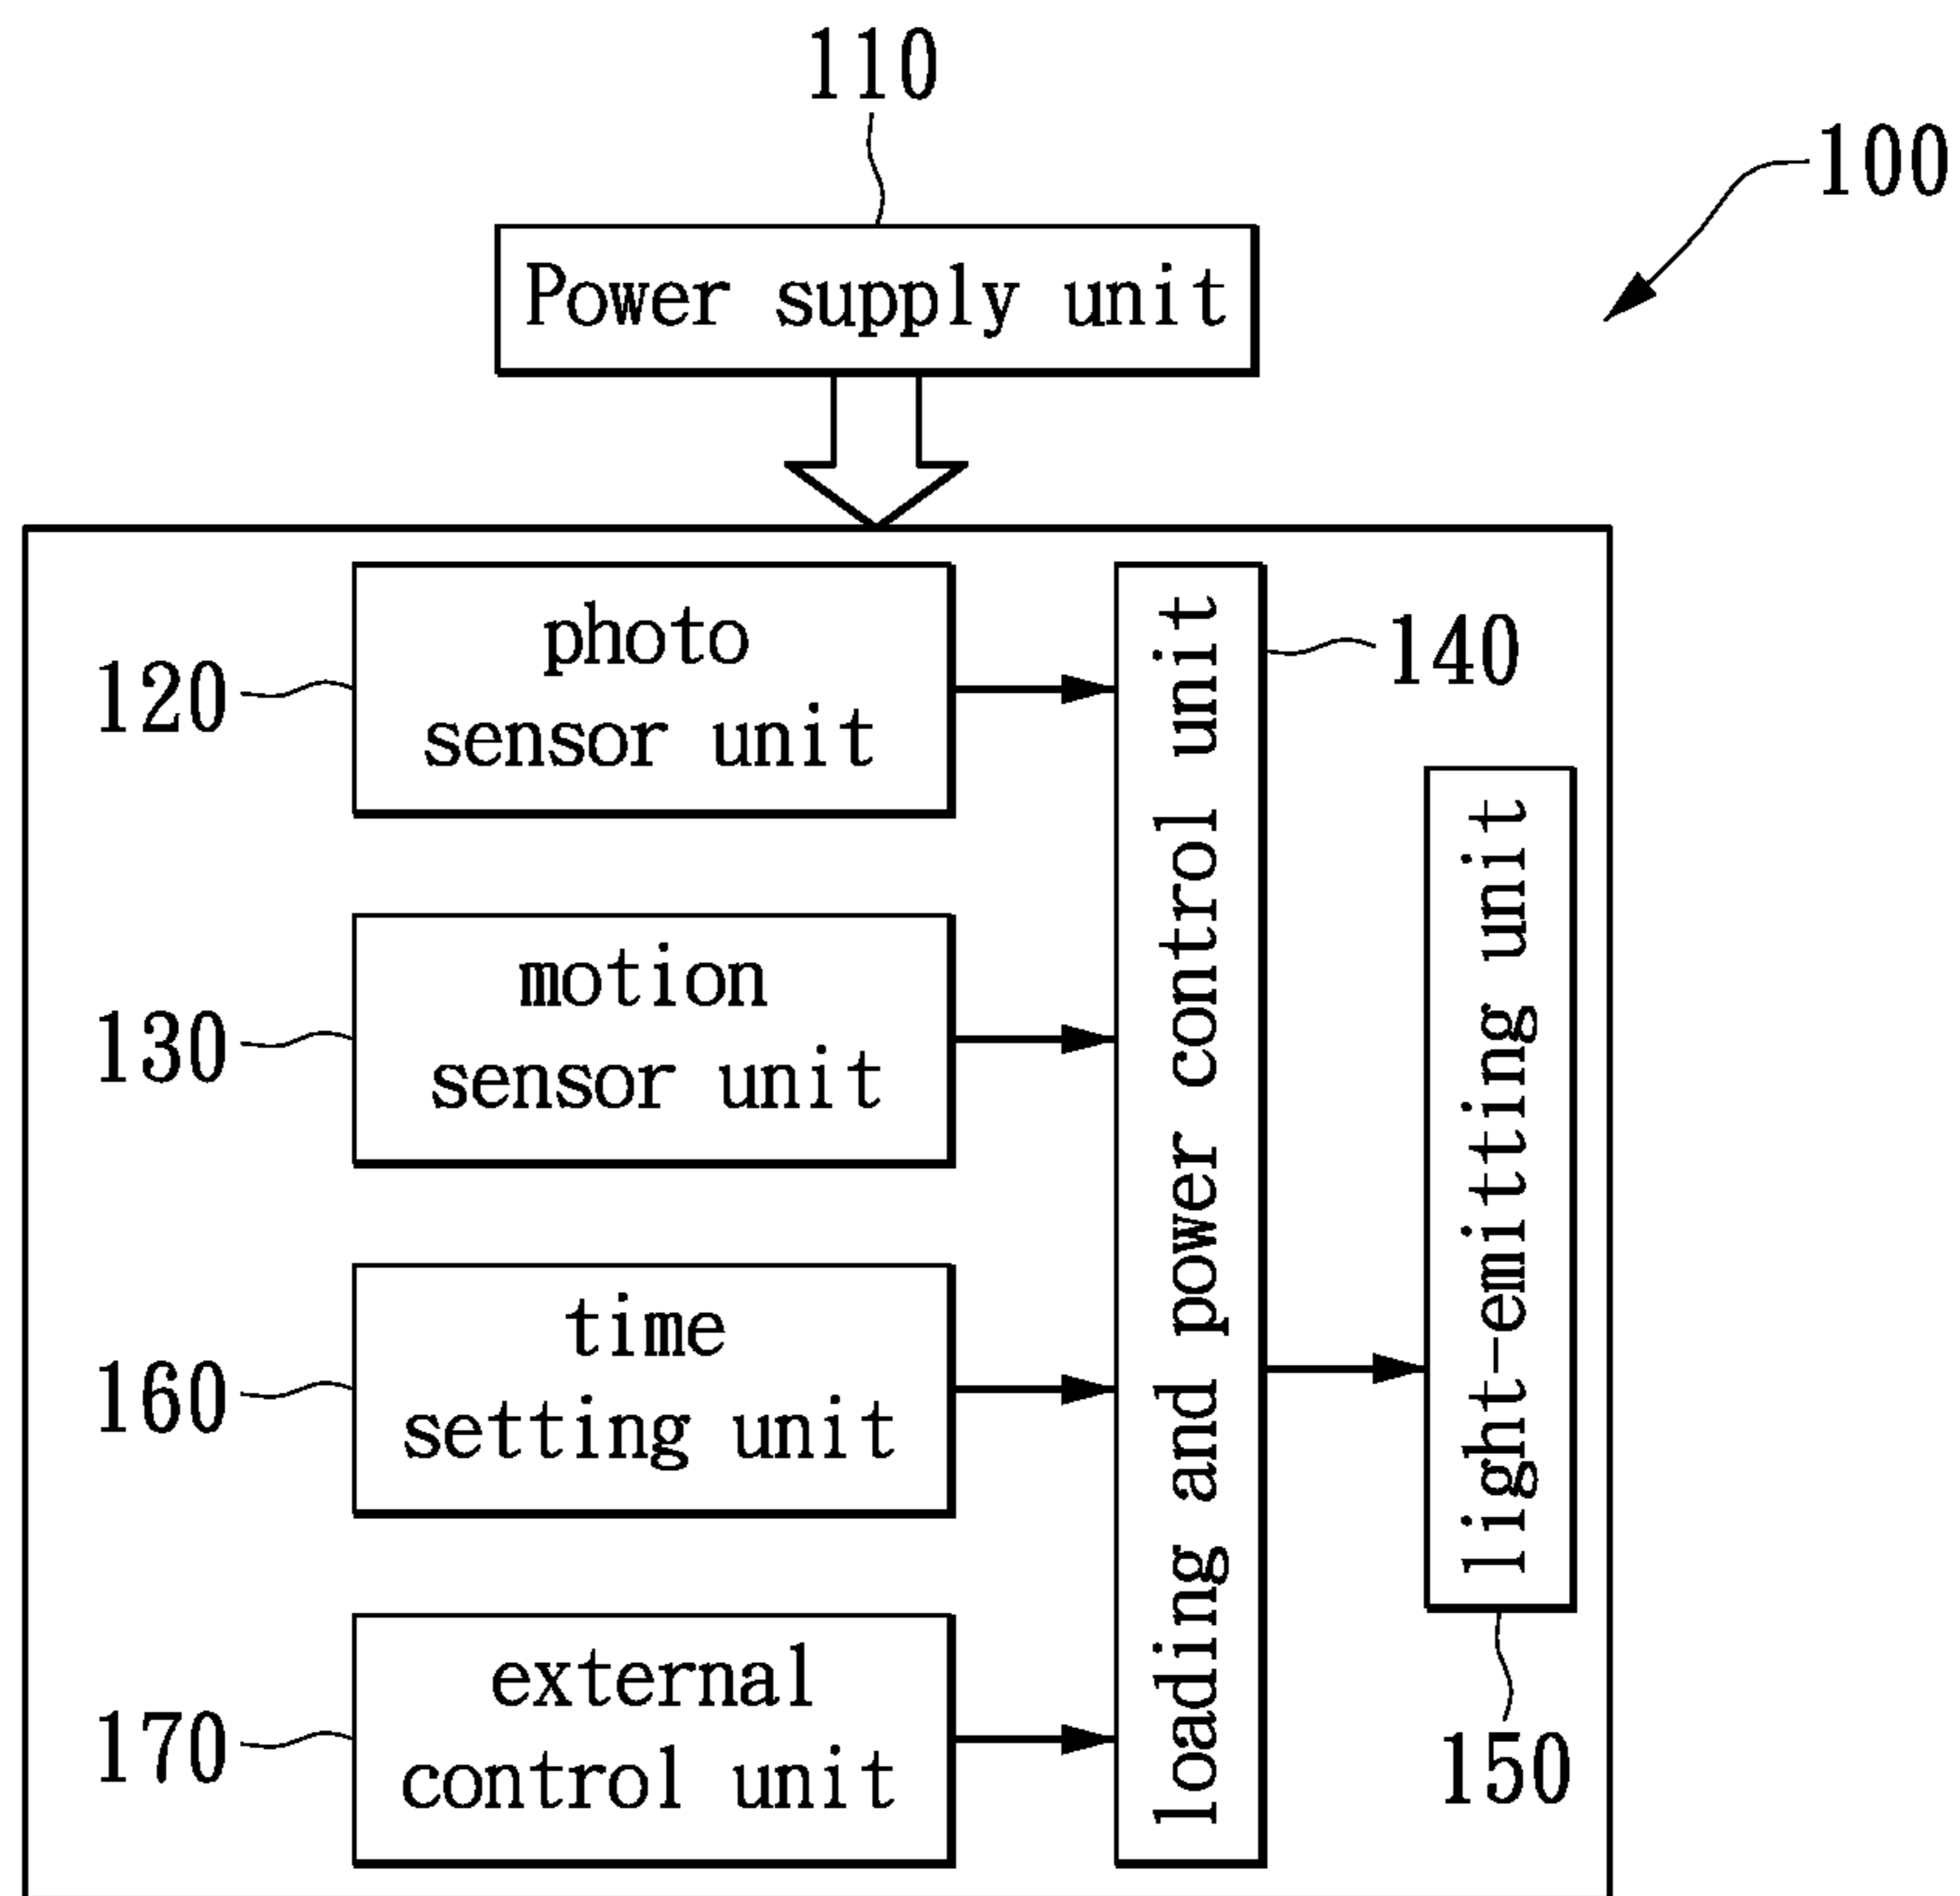 110
100
Power supply unit
120
photo
sensor unit
140
130
motion
sensor unit
160
time
setting unit
170
external
control unit
loading and power control unit
light-emitting unit
150